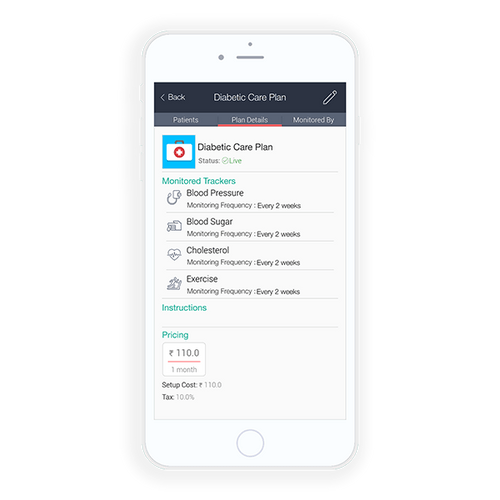 Back
Diabetic Care Plan
Patients
Plan Details
Monitored By
Diabetic Care Plan
Status: Live
Monitored Trackers
Blood Pressure
Monitoring Frequency : Every 2 weeks
Blood Sugar
Monitoring Frequency : Every 2 weeks
Cholesterol
Monitoring Frequency : Every 2 weeks
Exercise
Monitoring Frequency : Every 2 weeks
Instructions
Pricing
₹ 110.0
1 month
Setup Cost: ₹ 110.0
Tax: 10.0%